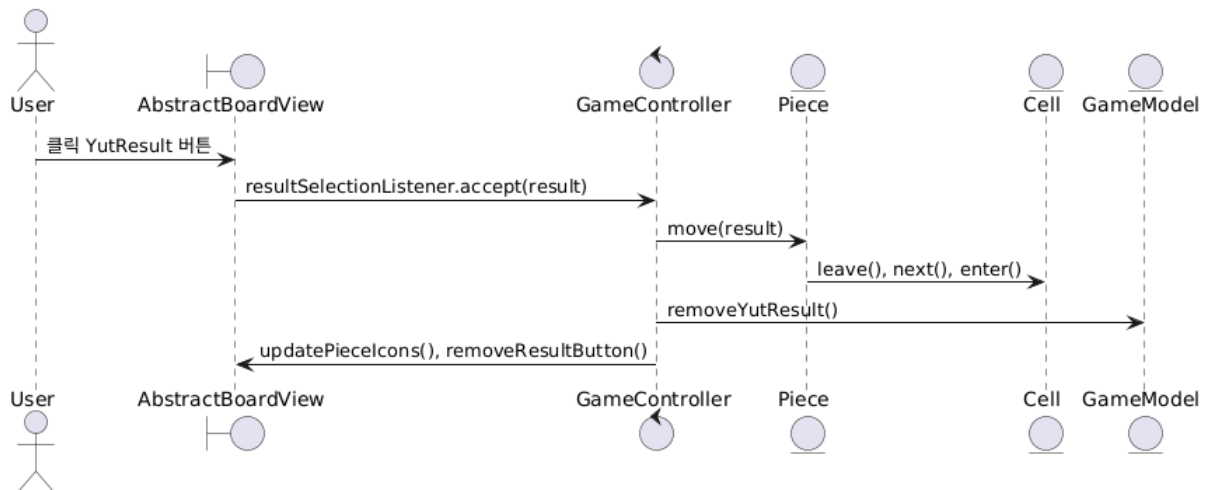 User AbstractBoardView GameController Piece Cell GameModel
클릭 YutResult 버튼
resultSelectionListener.accept(result)
move(result)
leave(), next(), enter()
removeYutResult()
updatePieceIcons(), removeResultButton()
User AbstractBoardView GameController Piece Cell GameModel